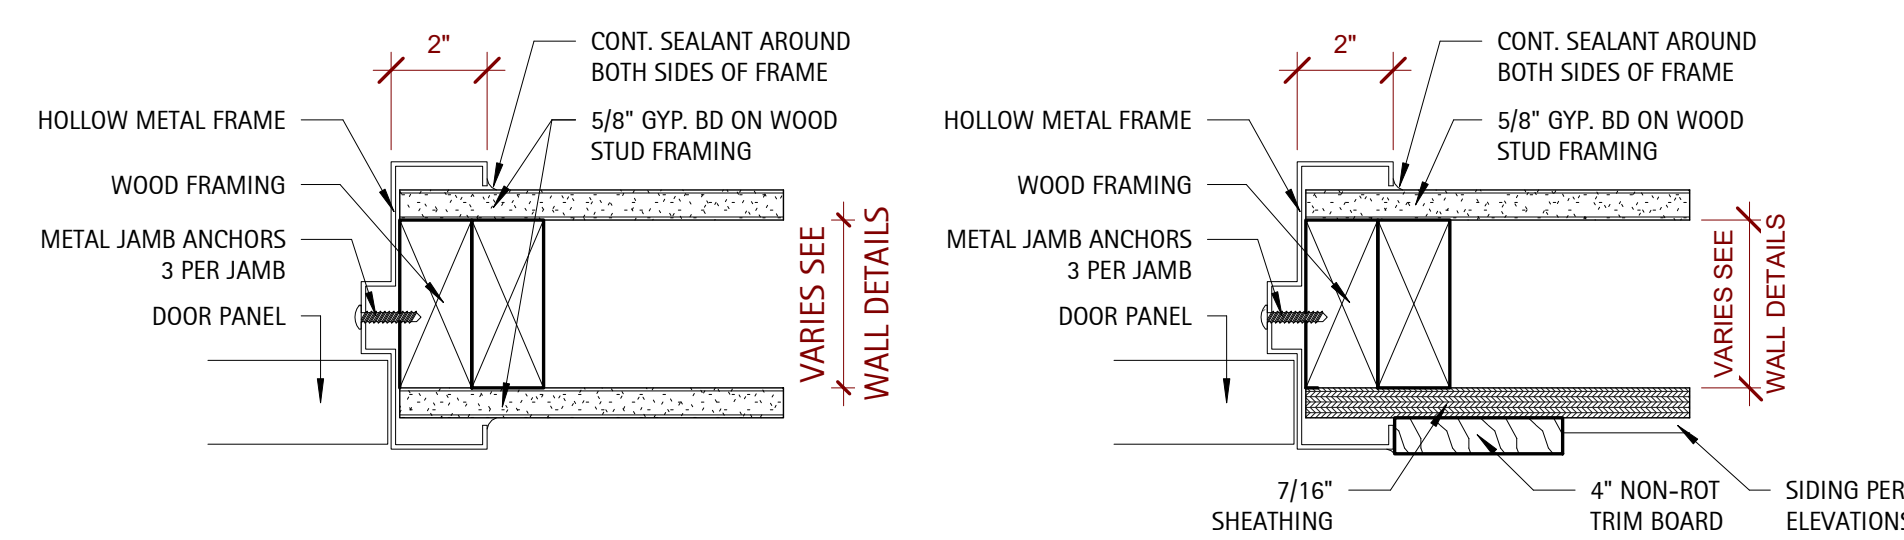 2"
CONT. SEALANT AROUND
BOTH SIDES OF FRAME
HOLLOW METAL FRAME
5/8" GYP. BD ON WOOD
STUD FRAMING
WOOD FRAMING
METAL JAMB ANCHORS
3 PER JAMB
DOOR PANEL
VARIES SEE
WALL DETAILS
2"
CONT. SEALANT AROUND
BOTH SIDES OF FRAME
HOLLOW METAL FRAME
5/8" GYP. BD ON WOOD
STUD FRAMING
WOOD FRAMING
METAL JAMB ANCHORS
3 PER JAMB
DOOR PANEL
VARIES SEE
WALL DETAILS
7/16"
SHEATHING
4" NON-ROT
TRIM BOARD
SIDING PER
ELEVATIONS